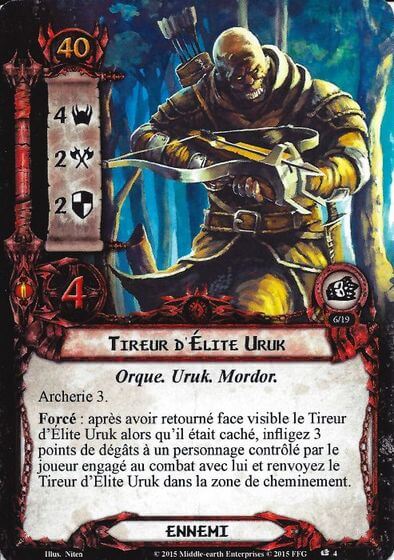 40
4
2
2
4
6/19
Tireur d'Élite Uruk
Orque. Uruk. Mordor.
Archerie 3.
Forcé : après avoir retourné face visible le Tireur
d'Élite Uruk alors qu'il était caché, infligez 3
points de dégâts à un personnage contrôlé par le
joueur engagé au combat avec lui et renvoyez le
Tireur d'Élite Uruk dans la zone de cheminement.
ENNEMI
Illus. Niten © 2015 Middle-earth Enterprises © 2015 FFG 4